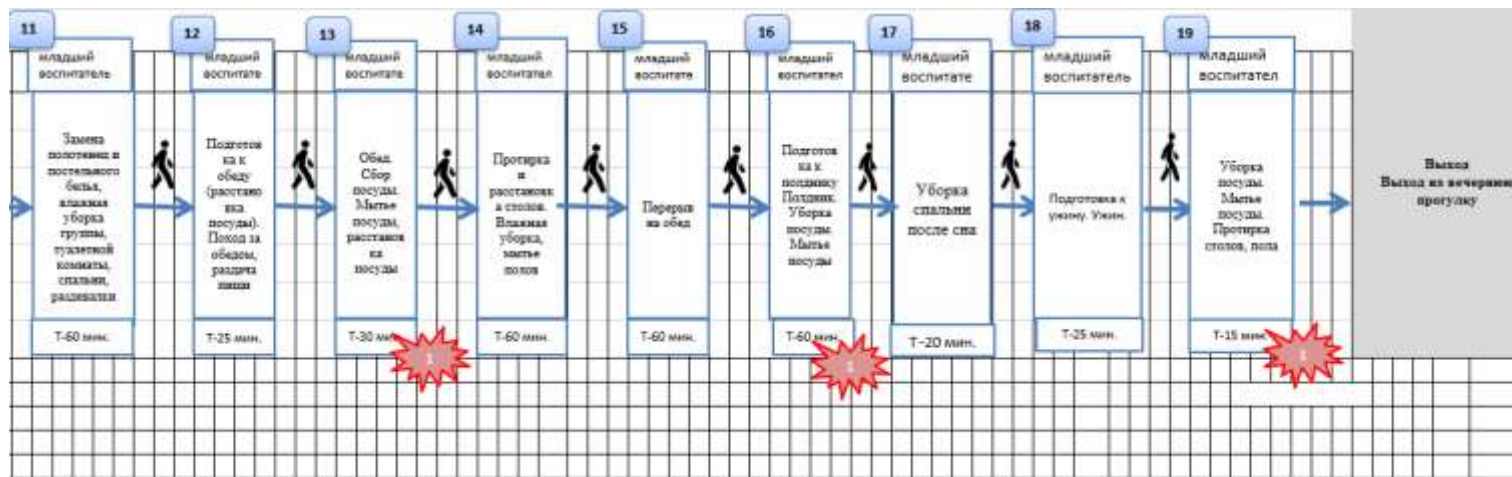 11
младший
воспитатель
Замена
полотенец и
постельного
белья,
влажная
уборка
группы,
туалетной
комнаты,
спальни,
раздевалки
Т-60 мин.
12
младший
воспитате
Подготов
ка к
обеду
(расстано
вка
посуды).
Поход за
обедом,
раздача
пищи
Т-25 мин.
13
младший
воспитате
Обед.
Сбор
посуды.
Мытье
посуды,
расстанов
ка
посуды
Т-30 мин
1
14
младший
воспитател
Протирка
и
расстановк
а столов.
Влажная
уборка,
мытье
полов
Т-60 мин.
15
младший
воспитате
Перерыв
на обед
Т-60 мин.
16
младший
воспитател
Подготов
ка к
полднику
Полдник.
Уборка
посуды.
Мытье
посуды
Т-60 мин.
1
17
младший
воспитате
Уборка
спальни
после сна
Т-20 мин.
18
младший
воспитатель
Подготовка к
ужину. Ужин.
Т-25 мин.
19
младший
воспитател
Уборка
посуды.
Мытье
посуды.
Протирка
столов, пола
Т-15 мин.
1
Выход
Выход на вечернюю
прогулку